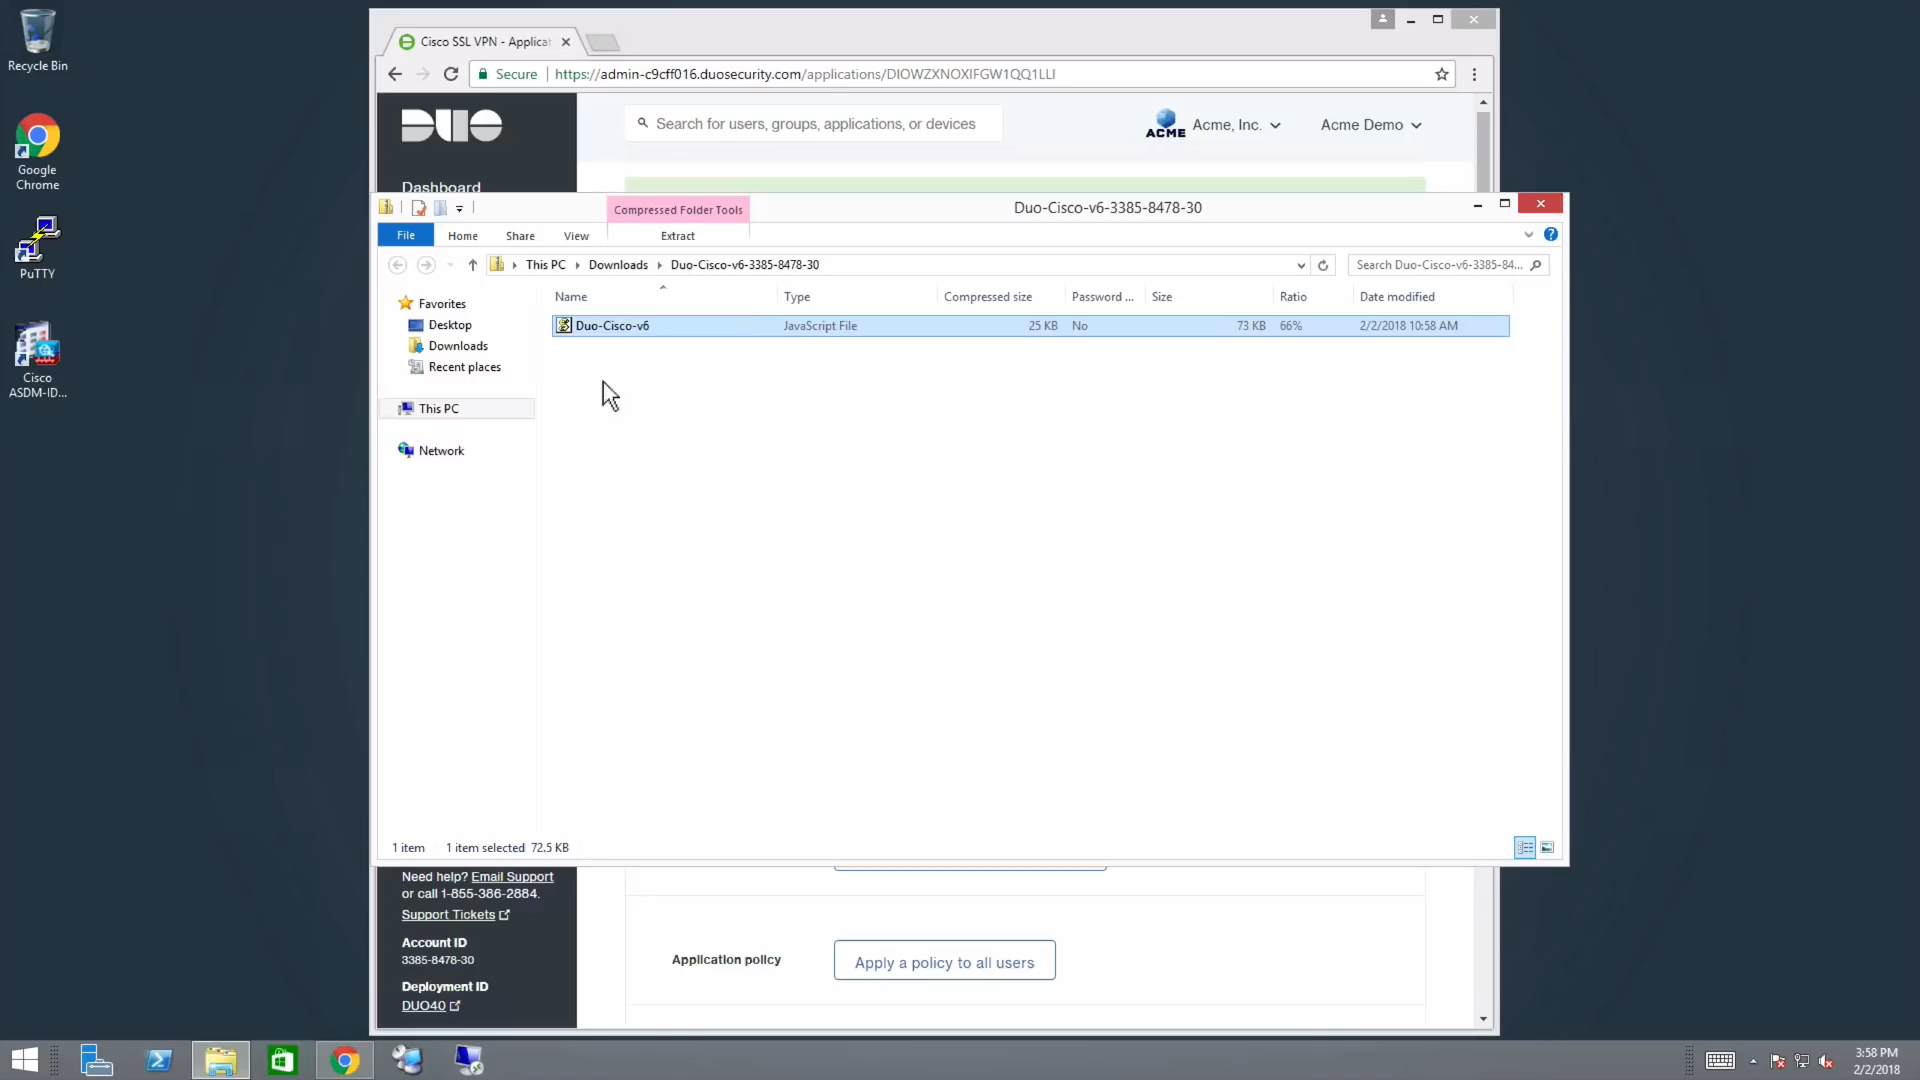 Recycle Bin
Google
Chrome
PuTTY
Cisco
ASDM-ID...
Cisco SSL VPN - Applicat
Secure
https://admin-c9cff016.duosecurity.com/applications/DIOWZXNOXIFGW1QQ1LLI
DUO
Search for users, groups, applications, or devices
ACME
Acme, Inc.
Acme Demo
Dashboard
Compressed Folder Tools
Duo-Cisco-v6-3385-8478-30
File
Home
Share
View
Extract
This PC
Downloads
Duo-Cisco-v6-3385-8478-30
Search Duo-Cisco-v6-3385-84...
Name
Type
Compressed size
Password ...
Size
Ratio
Date modified
Duo-Cisco-v6
JavaScript File
25 KB
No
73 KB
66%
2/2/2018 10:58 AM
Favorites
Desktop
Downloads
Recent places
This PC
Network
1 item
1 item selected 72.5 KB
Need help? Email Support
or call 1-855-386-2884.
Support Tickets
Account ID
3385-8478-30
Deployment ID
DUO40
Application policy
Apply a policy to all users
3:58 PM
2/2/2018